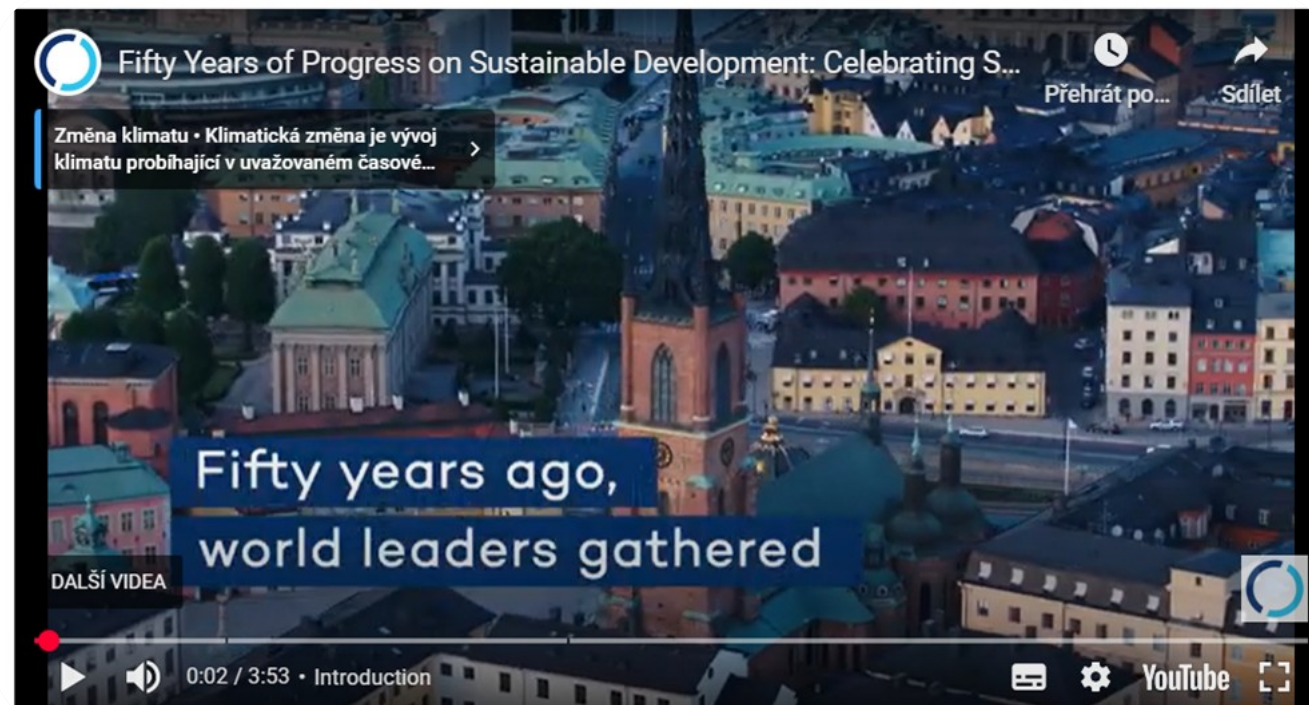 Fifty Years of Progress on Sustainable Development: Celebrating S...
Přehrát po...
Sdílet
Změna klimatu • Klimatická změna je vývoj
klimatu probíhající v uvažovaném časové...
Fifty years ago,
world leaders gathered
DALŠÍ VIDEA
0:02 / 3:53 • Introduction
YouTube